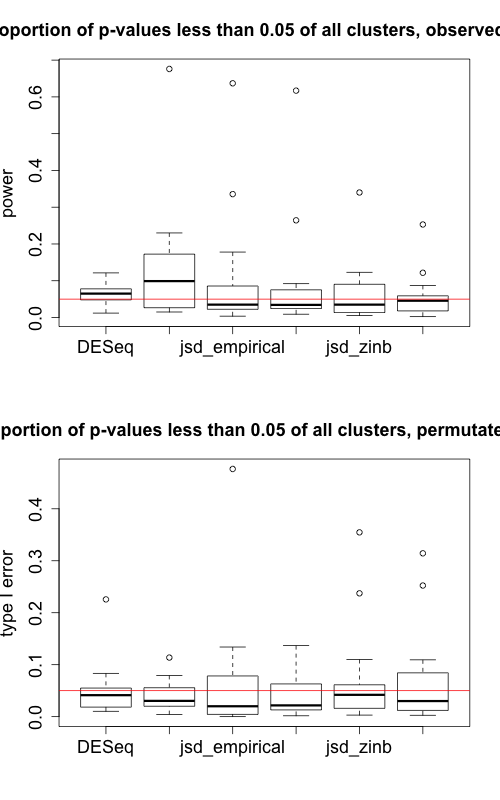 oportion of p-values less than 0.05 of all clusters, observed
power
0.6
0.4
0.2
0.0
DESeq jsd_empirical jsd_zinb
portion of p-values less than 0.05 of all clusters, permutate
type I error
0.4
0.3
0.2
0.1
0.0
DESeq jsd_empirical jsd_zinb